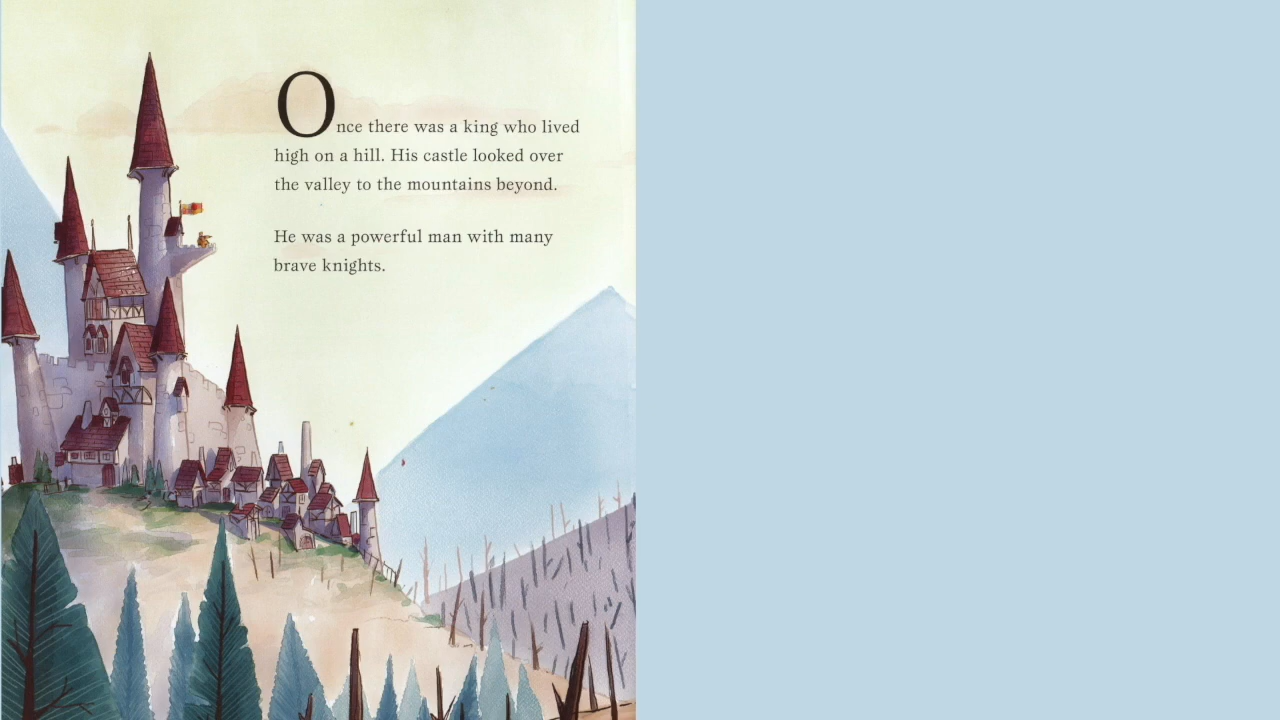 Once there was a king who lived
high on a hill. His castle looked over
the valley to the mountains beyond.
He was a powerful man with many
brave knights.